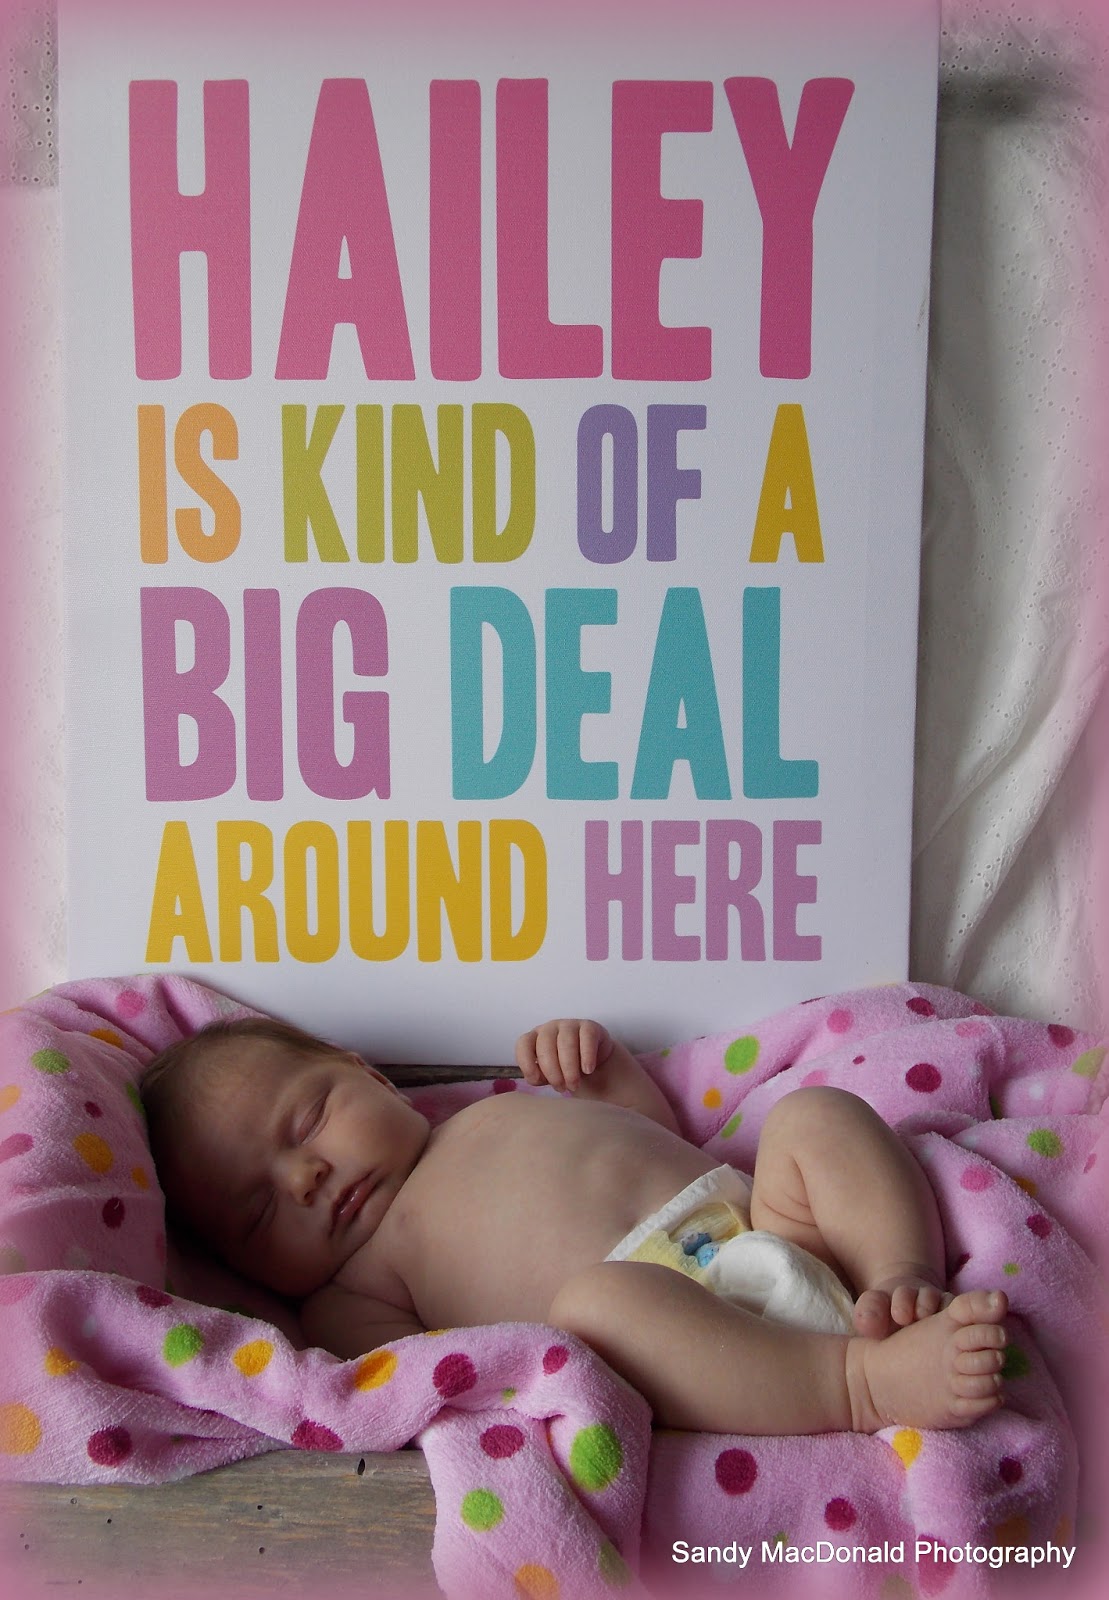 HAILEY
IS KIND OF A
BIG DEAL
AROUND HERE
Sandy MacDonald Photography